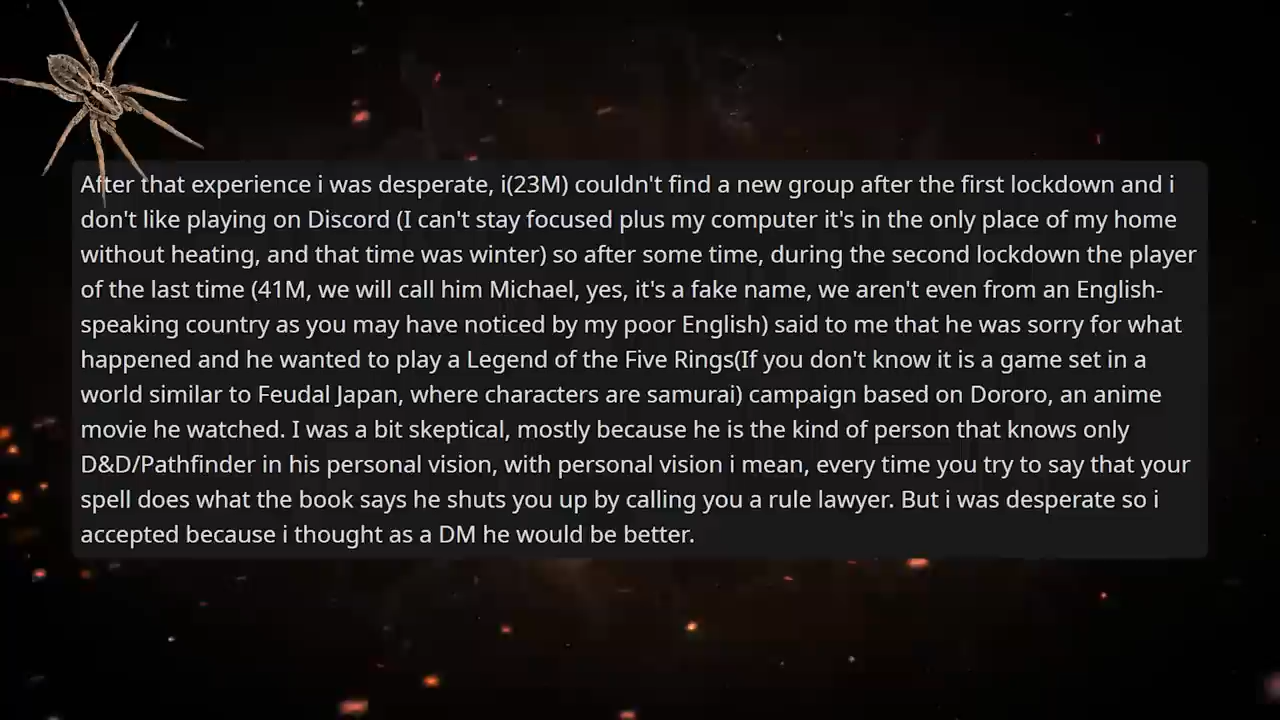 After that experience i was desperate, i(23M) couldn't find a new group after the first lockdown and i
don't like playing on Discord (I can't stay focused plus my computer it's in the only place of my home
without heating, and that time was winter) so after some time, during the second lockdown the player
of the last time (41M, we will call him Michael, yes, it's a fake name, we aren't even from an English-
speaking country as you may have noticed by my poor English) said to me that he was sorry for what
happened and he wanted to play a Legend of the Five Rings(If you don't know it is a game set in a
world similar to Feudal Japan, where characters are samurai) campaign based on Dororo, an anime
movie he watched. I was a bit skeptical, mostly because he is the kind of person that knows only
D&D/Pathfinder in his personal vision, with personal vision i mean, every time you try to say that your
spell does what the book says he shuts you up by calling you a rule lawyer. But i was desperate so i
accepted because i thought as a DM he would be better.